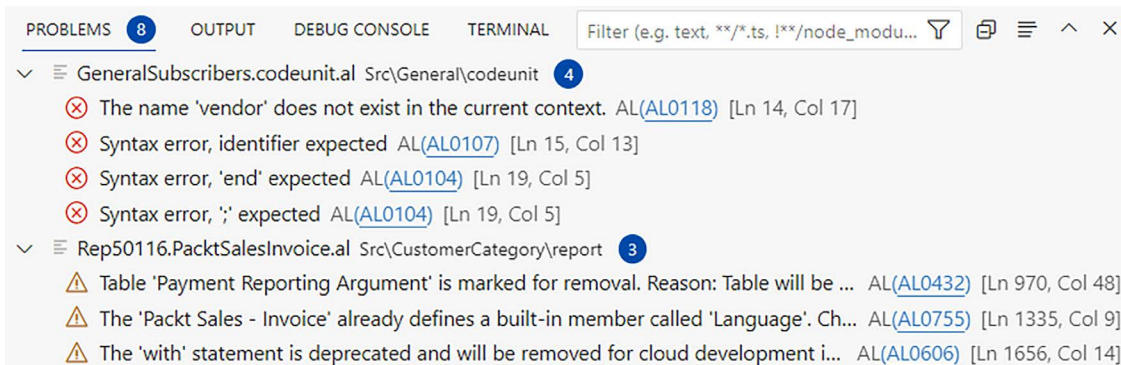 PROBLEMS 8 OUTPUT DEBUG CONSOLE TERMINAL Filter (e.g. text, **/*.ts, !**/node_modu...
GeneralSubscribers.codeunit.al Src\General\codeunit 4
The name 'vendor' does not exist in the current context. AL(AL0118) [Ln 14, Col 17]
Syntax error, identifier expected AL(AL0107) [Ln 15, Col 13]
Syntax error, 'end' expected AL(AL0104) [Ln 19, Col 5]
Syntax error, ';' expected AL(AL0104) [Ln 19, Col 5]
Rep50116.PacktSalesInvoice.al Src\CustomerCategory\report 3
Table 'Payment Reporting Argument' is marked for removal. Reason: Table will be ... AL(AL0432) [Ln 970, Col 48]
The 'Packt Sales - Invoice' already defines a built-in member called 'Language'. Ch... AL(AL0755) [Ln 1335, Col 9]
The 'with' statement is deprecated and will be removed for cloud development i... AL(AL0606) [Ln 1656, Col 14]